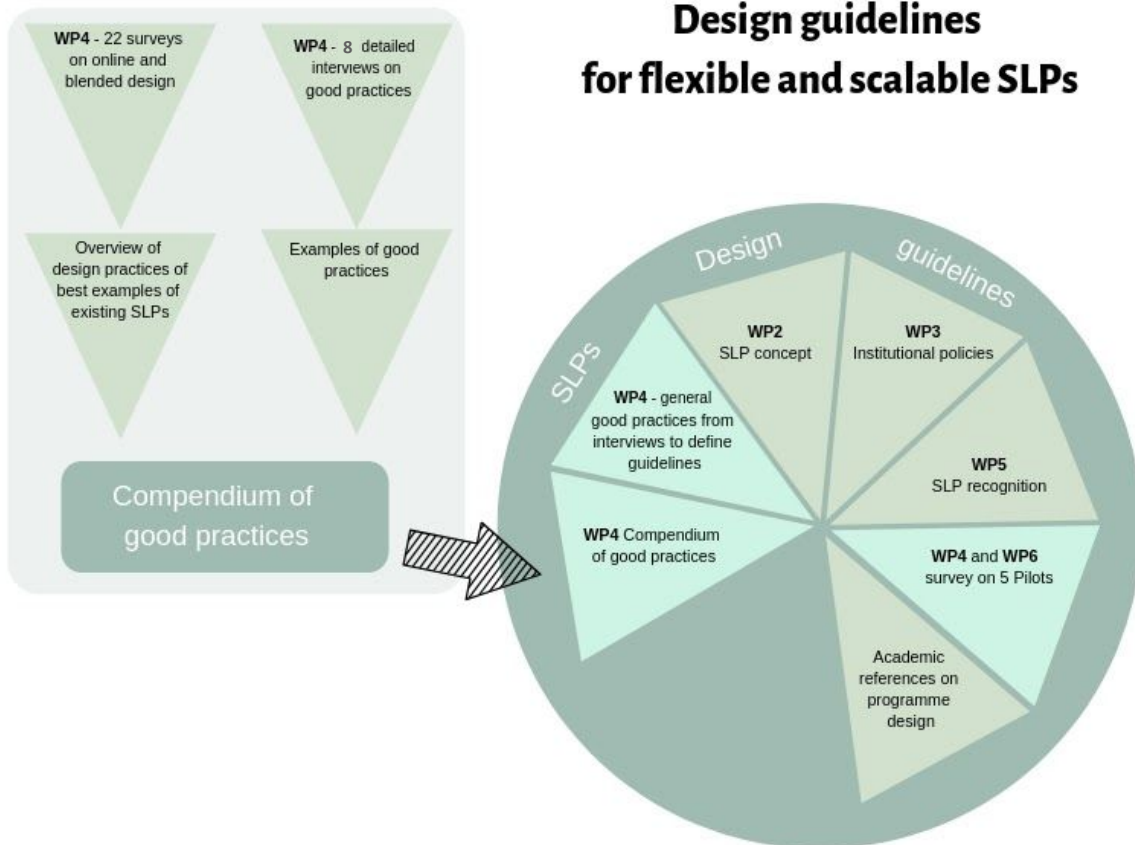 Design guidelines
for flexible and scalable SLPs
WP4 - 22 surveys
on online and
blended design
WP4 - 8 detailed
interviews on
good practices
Overview of
design practices of
best examples of
existing SLPs
Examples of good
practices
Compendium of
good practices
SLPs
Design
guidelines
WP4 Compendium
of good practices
WP4 - general
good practices from
interviews to define
guidelines
WP2
SLP concept
WP3
Institutional policies
WP5
SLP recognition
WP4 and WP6
survey on 5 Pilots
Academic
references on
programme
design